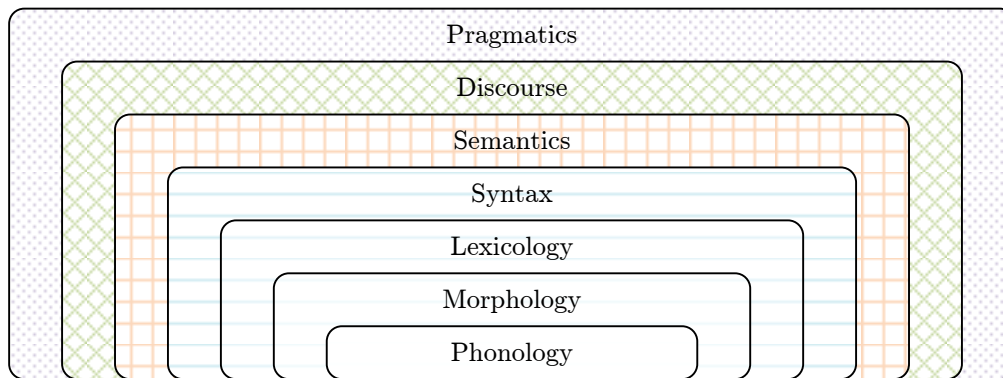 Pragmatics
Discourse
Semantics
Syntax
Lexicology
Morphology
Phonology